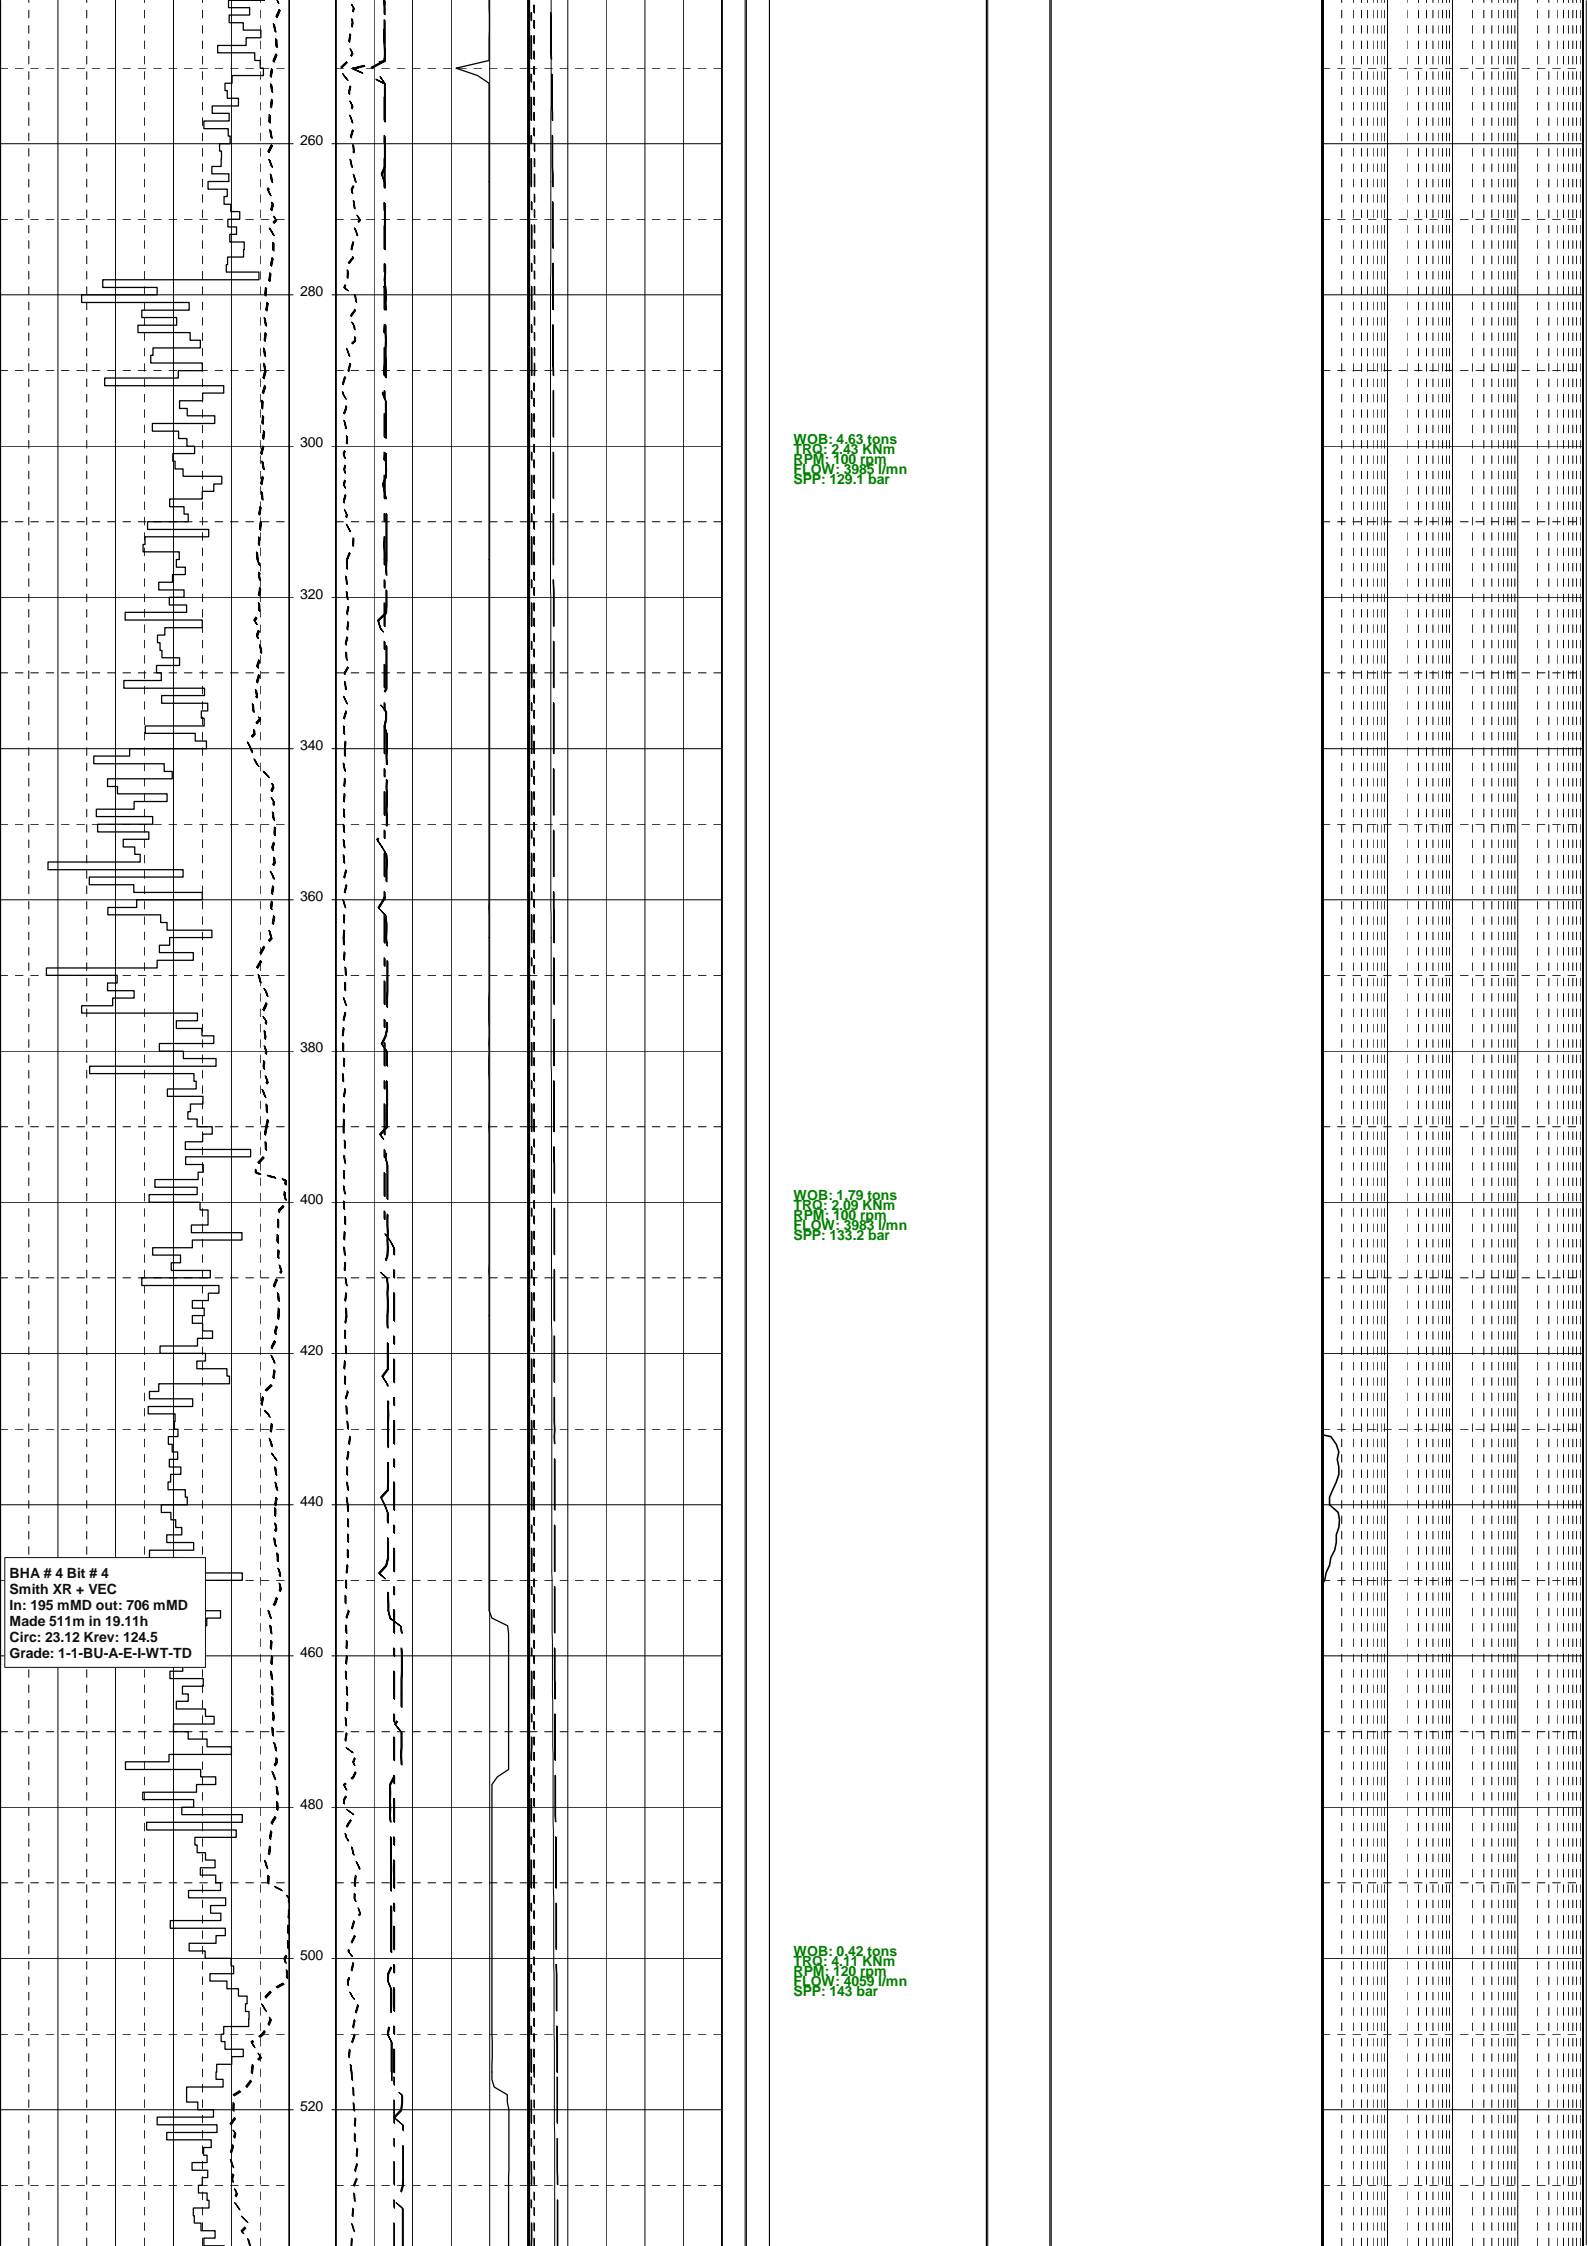 260
280
300
WOB: 4.63 tons
TRQ: 2.43 KNm
RPM: 100 rpm
FLOW: 3985 l/mn
SPP: 129.1 bar
320
340
360
380
400
WOB: 1.79 tons
TRQ: 2.09 KNm
RPM: 100 rpm
FLOW: 3983 l/mn
SPP: 133.2 bar
420
440
BHA # 4 Bit # 4
Smith XR + VEC
In: 195 mMD out: 706 mMD
Made 511m in 19.11h
Circ: 23.12 Krev: 124.5
Grade: 1-1-BU-A-E-I-WT-TD
460
480
500
WOB: 0.42 tons
TRQ: 4.11 KNm
RPM: 120 rpm
FLOW: 4059 l/mn
SPP: 143 bar
520